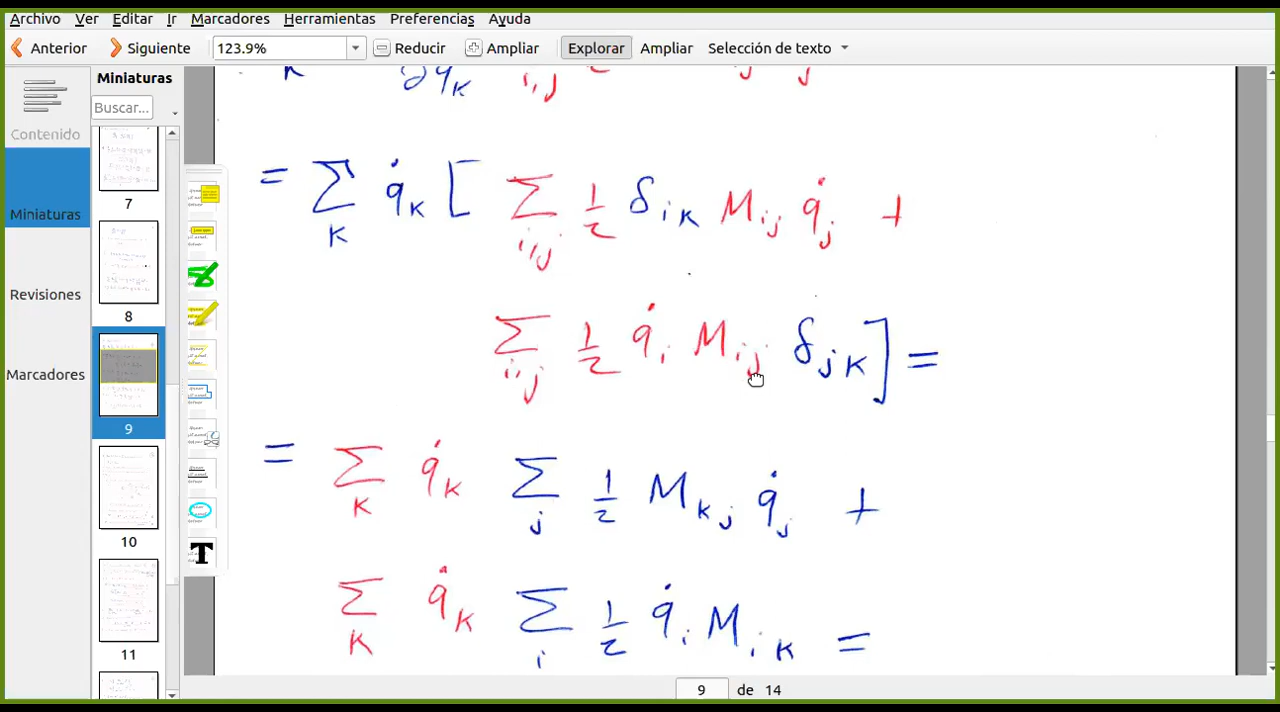 Archivo Ver Editar Ir Marcadores Herramientas Preferencias Ayuda
Anterior Siguiente 123.9% Reducir Ampliar Explorar Ampliar Selección de texto
Miniaturas
Buscar...
Contenido
Miniaturas
Revisiones
Marcadores
7
8
9
10
11
K ∂q_K i,j
= Σ_K q̇_K [ Σ_{i,j} 1/2 δ_{iK} M_{ij} q̇_j +
Σ_{i,j} 1/2 q̇_i M_{ij} δ_{jK} ] =
= Σ_K q̇_K Σ_j 1/2 M_{Kj} q̇_j +
Σ_K q̇_K Σ_i 1/2 q̇_i M_{iK} =
T
9 de 14